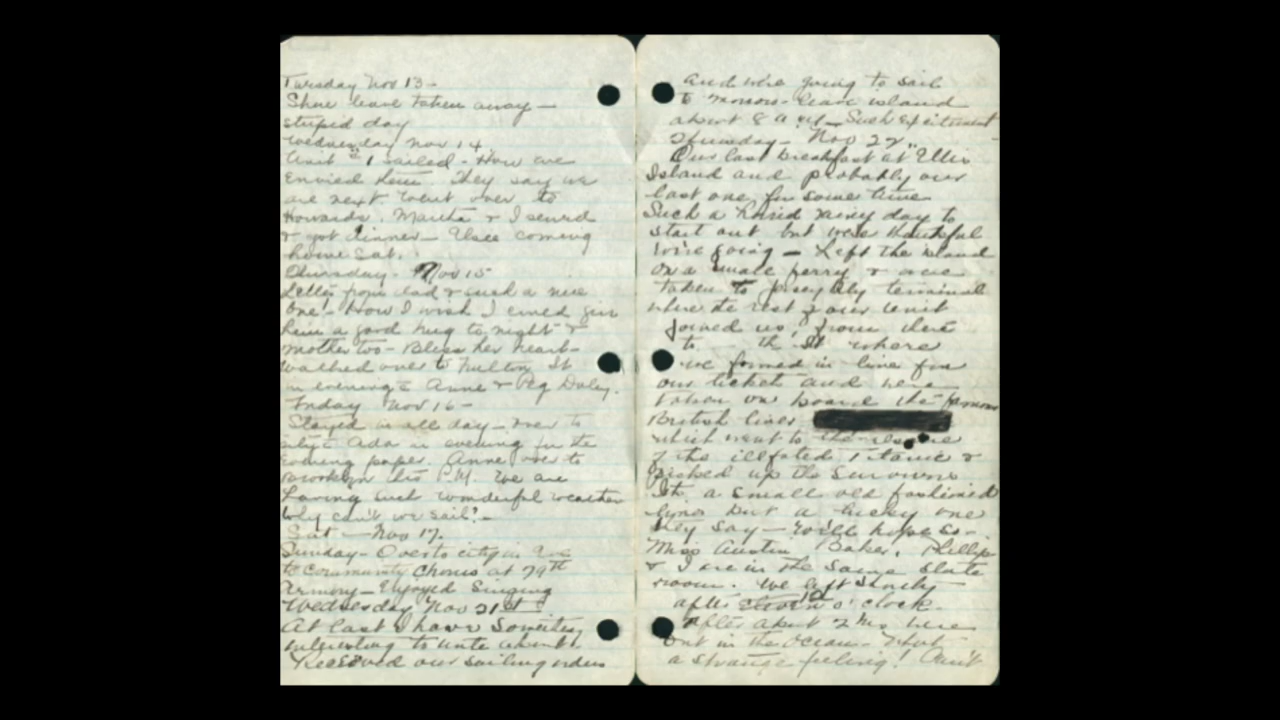 Tuesday Nov 13 -
Shore leave taken away -
stupid day
Wednesday Nov 14
Unit #1 sailed - How we
envied them They say we
are next. Went over to
Howards. Martha & I served
& got dinner - Elsie coming
home Sat.
Thursday - Nov 15
Letter from dad & such a nice
one! How I wish I could give
him a good hug to night &
mother too - Bless her heart -
walked over to Fulton St
in evening Anne & Peg Daley.
Friday Nov 16 -
Stayed in all day - over to
Ada in evening for the
Evening paper. Anne over to
Brooklyn this P.M. We are
having such wonderful weather
why can't we sail? -
Sat - Nov 17.
Sunday - Over to city in
to Community Chorus at 79th
Armory - Enjoyed Singing
Wednesday Nov 21st
At last I have something
interesting to write about.
Received our sailing orders
And we're going to sail
to morrow - leave island
about 8 a.m - Such excitement
Thursday - Nov 22"
Our last breakfast at Ellis
Island and probably our
last one for some time
Such a horrid rainy day to
start out but were thankful
we're going - Left the island
on a small ferry & were
taken to Jersey City terminal
where the rest of our unit
joined us, from there
to th St where
we formed in line for
our tickets and were
taken on board the famous
British liner
which went to the rescue
of the illfated Titanic &
picked up the survivors
It. a small old fashioned
lyner but a lucky one
they say - We'll hope so -
Miss Austin Baker, Phillips
& I are in the same state
room. We left
after o'clock -
After about 2 hrs were
out in the ocean - What
a strange feeling! Can't